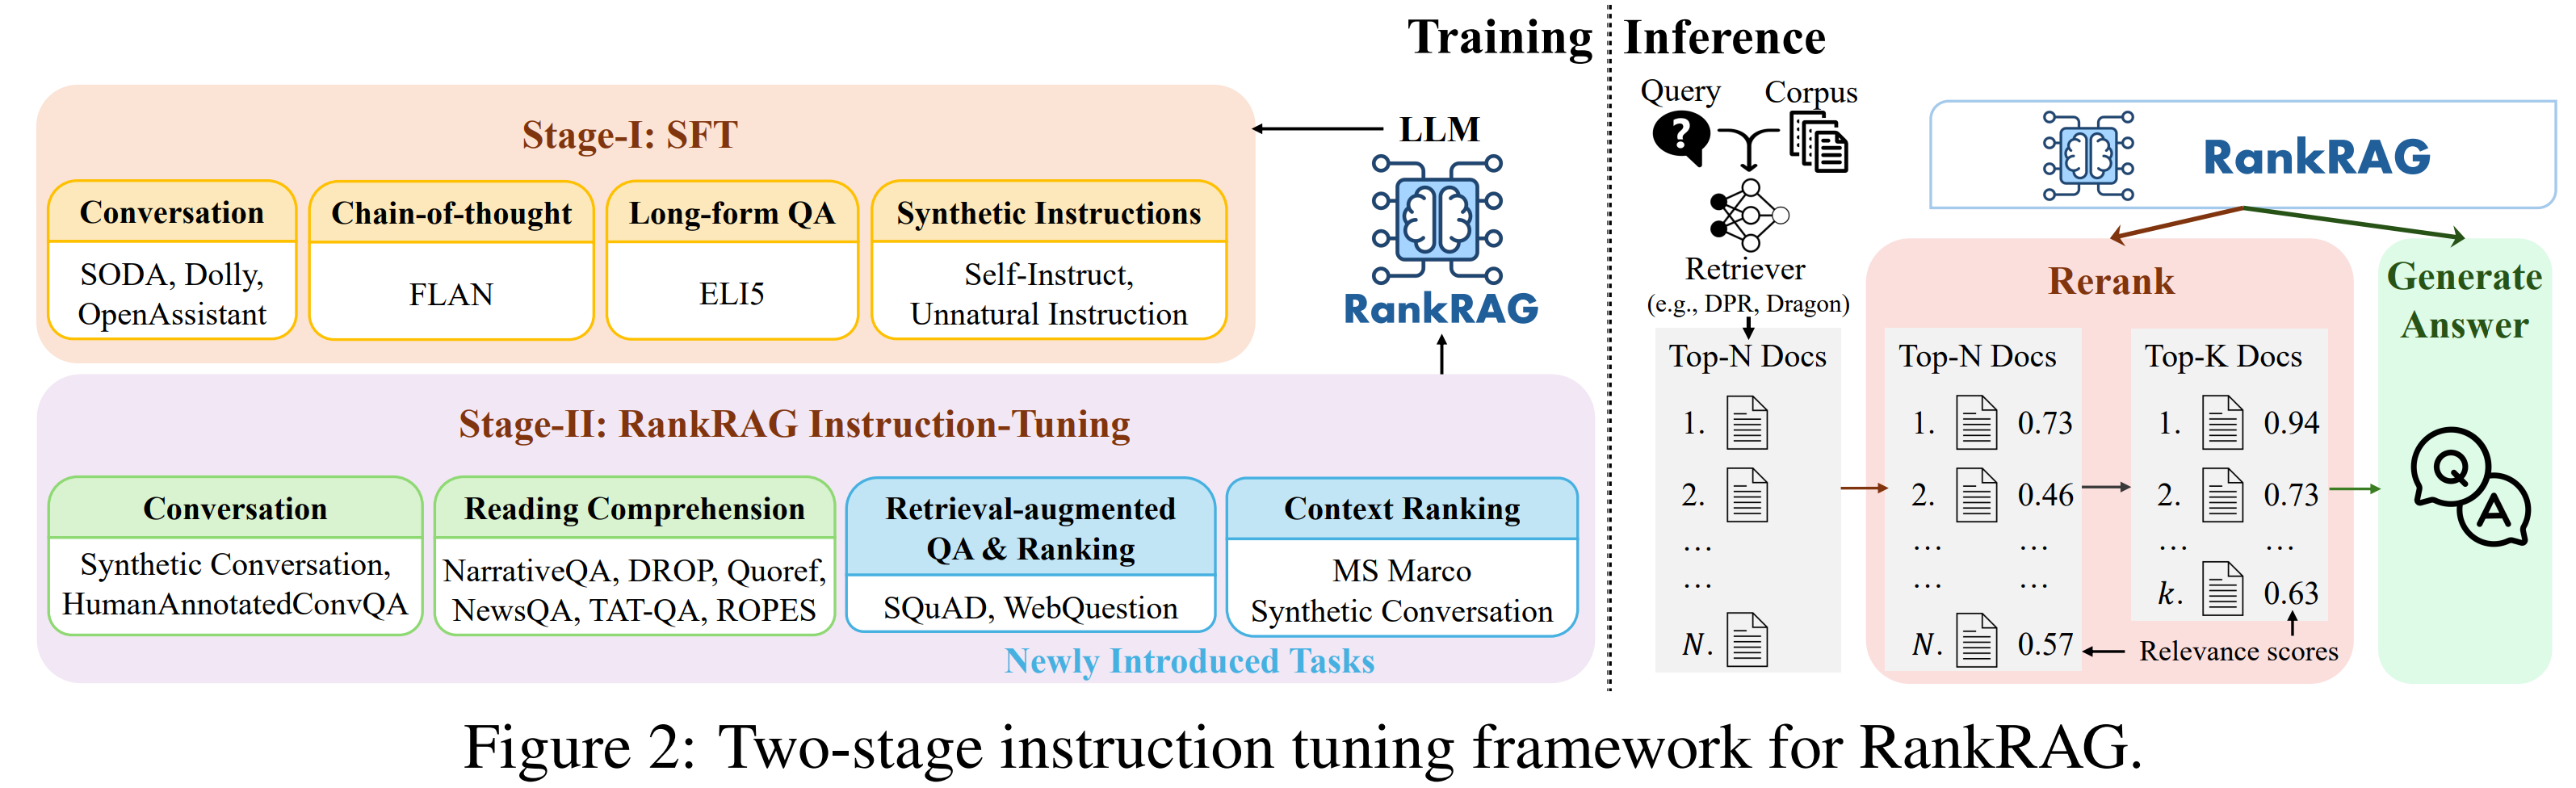 Training
Inference
Stage-I: SFT
Conversation
SODA, Dolly,
OpenAssistant
Chain-of-thought
FLAN
Long-form QA
ELI5
Synthetic Instructions
Self-Instruct,
Unnatural Instruction
LLM
RankRAG
Stage-II: RankRAG Instruction-Tuning
Conversation
Synthetic Conversation,
HumanAnnotatedConvQA
Reading Comprehension
NarrativeQA, DROP, Quoref,
NewsQA, TAT-QA, ROPES
Retrieval-augmented
QA & Ranking
SQuAD, WebQuestion
Context Ranking
MS Marco
Synthetic Conversation
Newly Introduced Tasks
Query
Corpus
?
Retriever
(e.g., DPR, Dragon)
Top-N Docs
1.
2.
...
...
N.
RankRAG
Rerank
Top-N Docs
1. 0.73
2. 0.46
... ...
... ...
N. 0.57
Top-K Docs
1. 0.94
2. 0.73
... ...
k. 0.63
Relevance scores
Generate
Answer
Q
A
Figure 2: Two-stage instruction tuning framework for RankRAG.